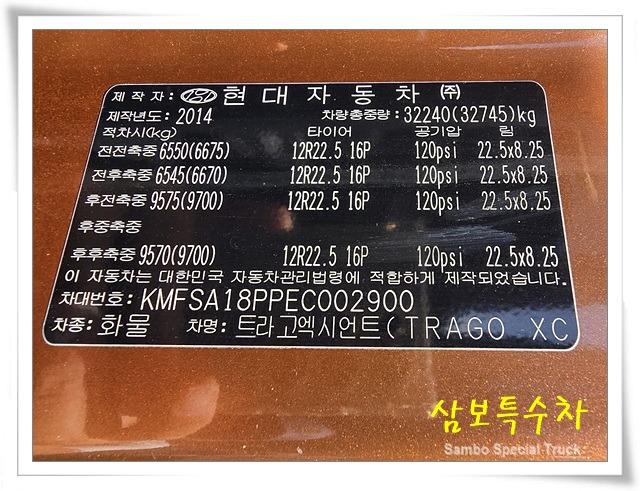 제작자: 현대자동차 ㈜
제작년도: 2014 차량총중량: 32240(32745)kg
적차시(kg) 타이어 공기압 림
전전축중 6550(6675) 12R22.5 16P 120psi 22.5x8.25
전후축중 6545(6670) 12R22.5 16P 120psi 22.5x8.25
후전축중 9575(9700) 12R22.5 16P 120psi 22.5x8.25
후중축중
후후축중 9570(9700) 12R22.5 16P 120psi 22.5x8.25
이 자동차는 대한민국 자동차관리법령에 적합하게 제작되었습니다.
차대번호: KMFSA18PPEC002900
차종: 화물 차명: 트라고엑시언트(TRAGO XC
삼보특수차
Sambo Special Truck